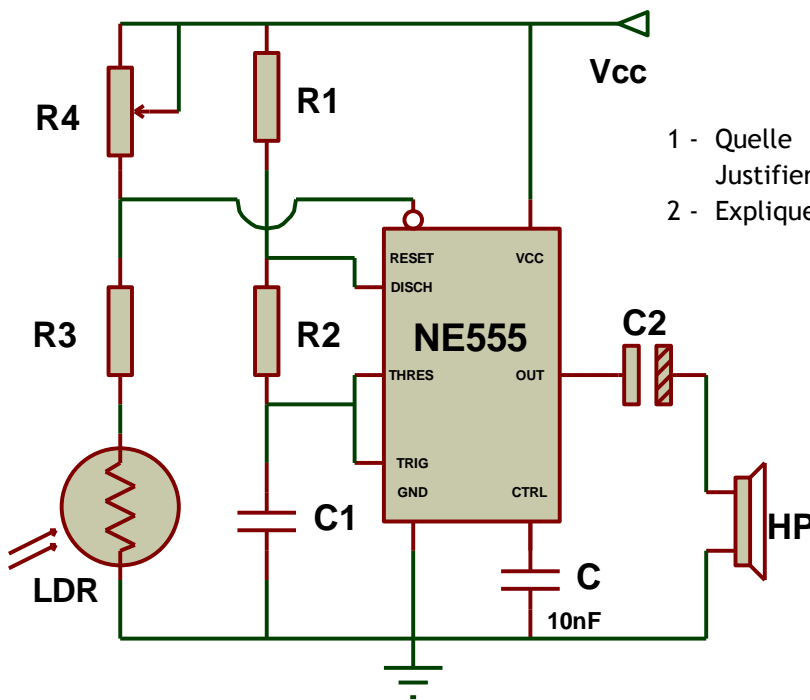 Vcc
R4
R1
1 - Quelle
Justifier
2 - Explique
RESET
VCC
DISCH
R3
R2
NE555
C2
THRES
OUT
TRIG
GND
CTRL
C1
HP
LDR
C
10nF